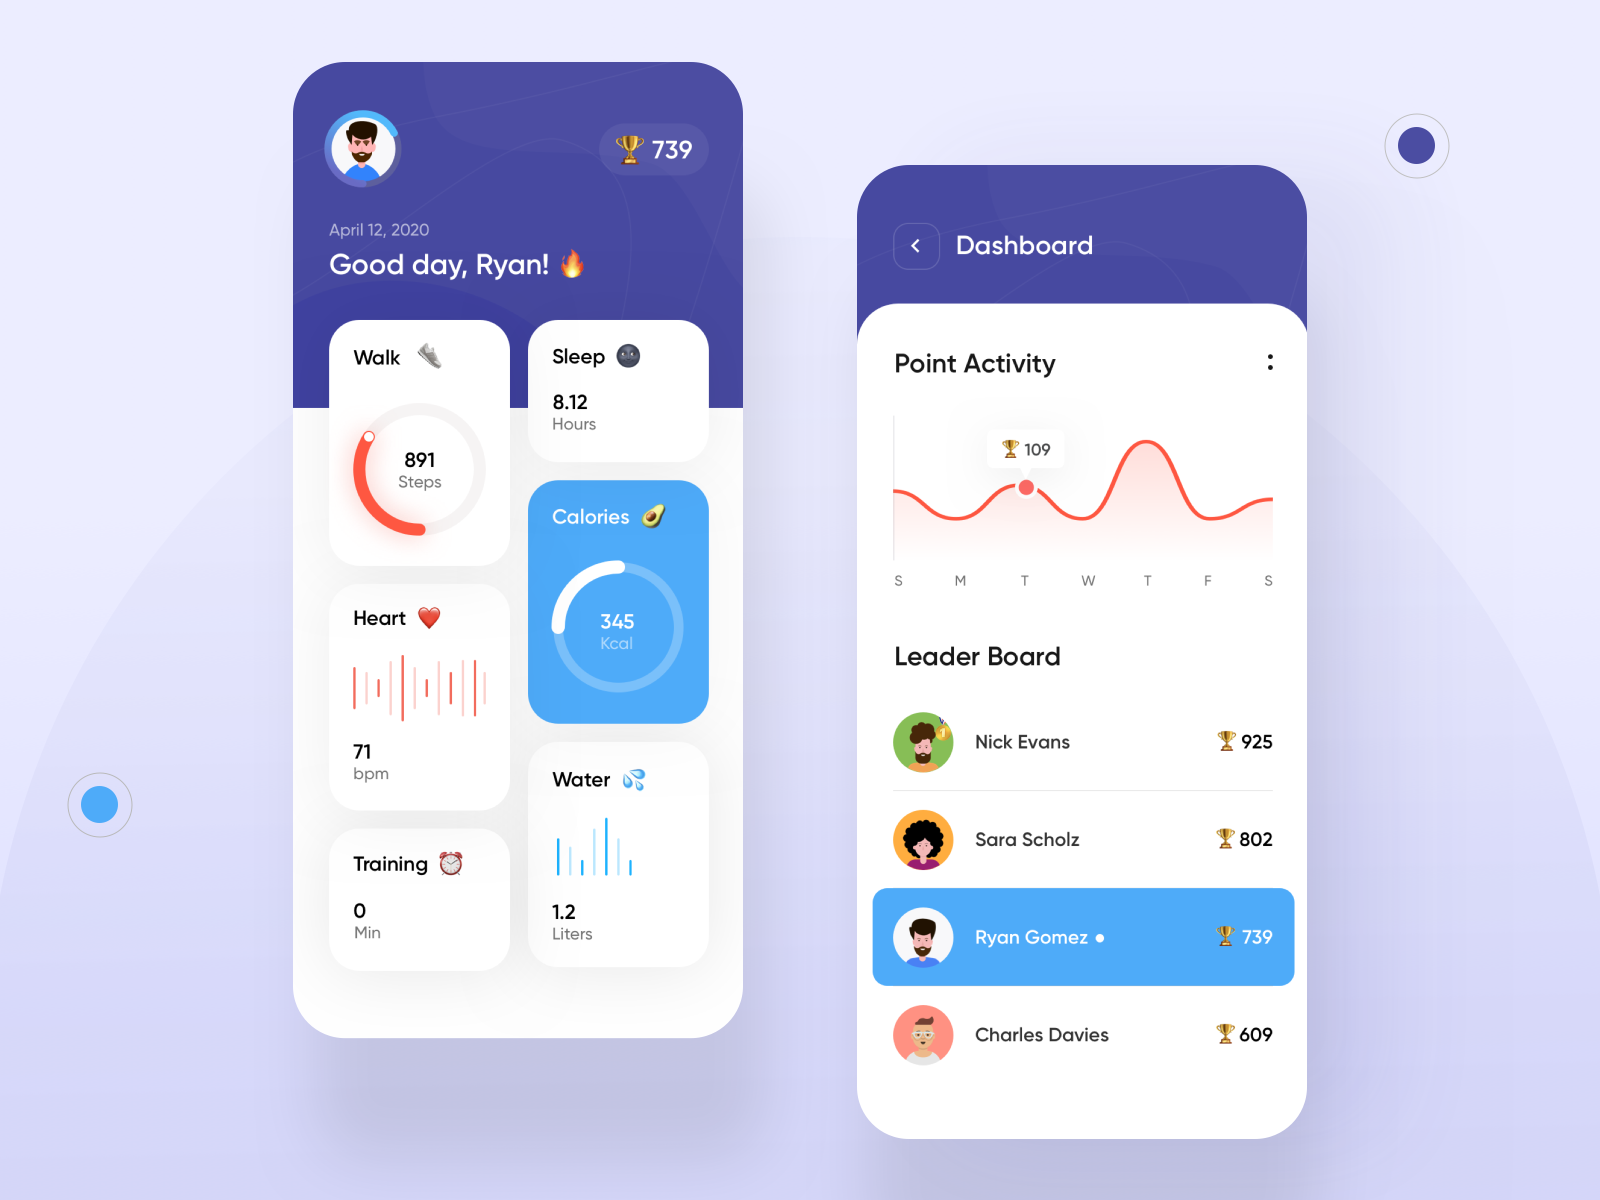 739
April 12, 2020
Good day, Ryan!
Walk
891
Steps
Sleep
8.12
Hours
Calories
345
Kcal
Heart
71
bpm
Water
1.2
Liters
Training
0
Min
Dashboard
Point Activity
109
S M T W T F S
Leader Board
1
Nick Evans 925
Sara Scholz 802
Ryan Gomez 739
Charles Davies 609